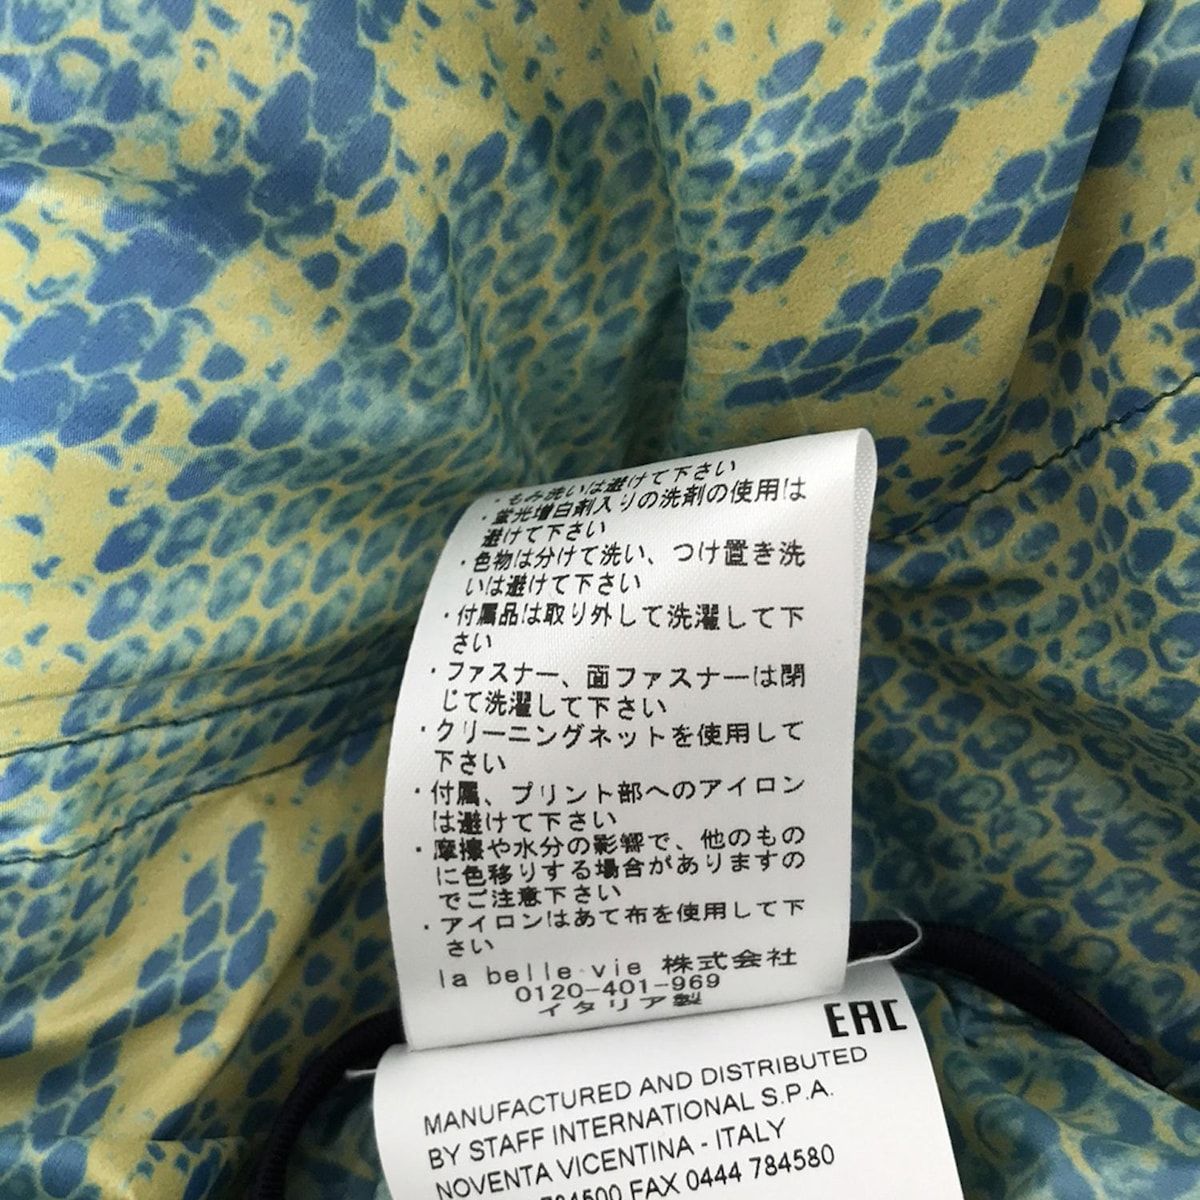 ・もみ洗いは避けて下さい
・蛍光増白剤入りの洗剤の使用は
避けて下さい
・色物は分けて洗い、つけ置き洗
いは避けて下さい
・付属品は取り外して洗濯して下
さい
・ファスナー、面ファスナーは閉
じて洗濯して下さい
・クリーニングネットを使用して
下さい
・付属、プリント部へのアイロン
は避けて下さい
・摩擦や水分の影響で、他のもの
に色移りする場合がありますの
でご注意下さい
・アイロンはあて布を使用して下
さい
la belle vie 株式会社
0120-401-969
イタリア製
EAC
MANUFACTURED AND DISTRIBUTED
BY STAFF INTERNATIONAL S.P.A.
NOVENTA VICENTINA - ITALY
784500 FAX 0444 784580